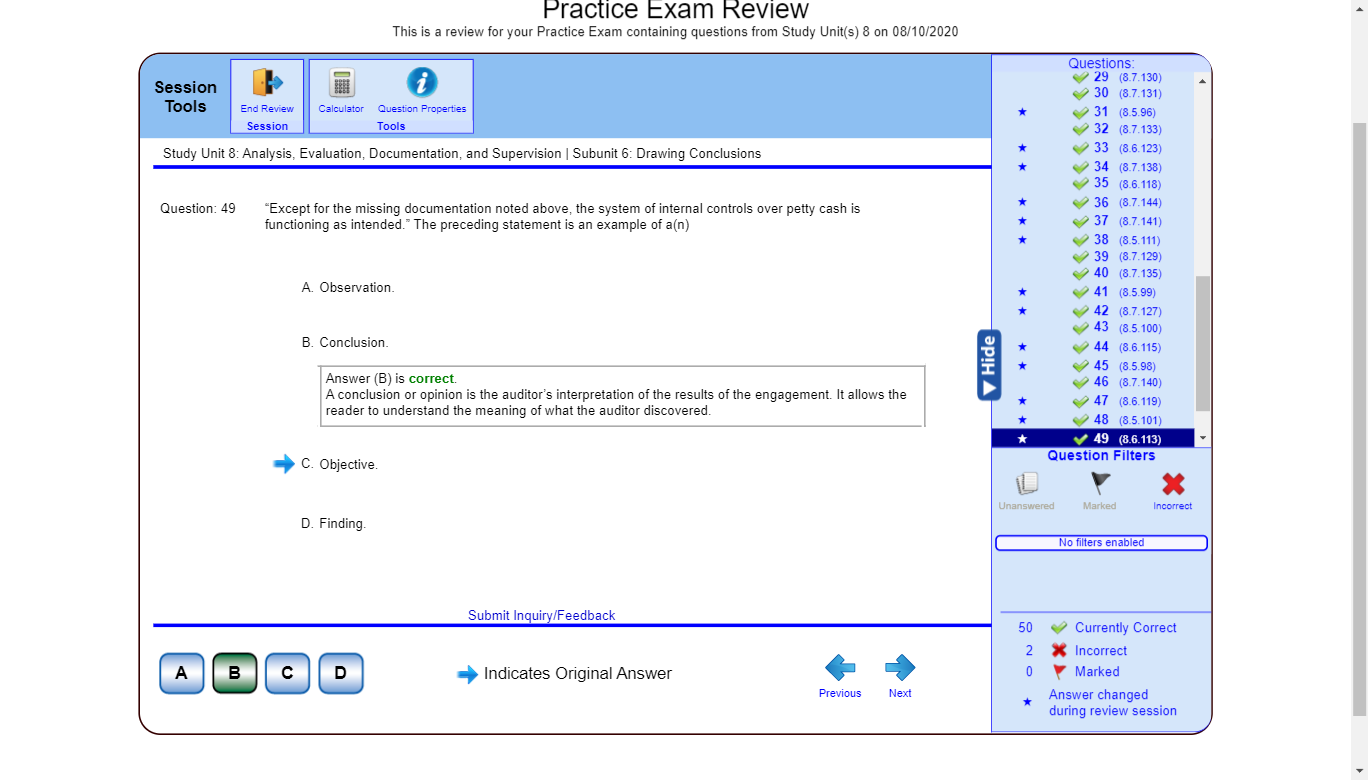 Practice Exam Review
This is a review for your Practice Exam containing questions from Study Unit(s) 8 on 08/10/2020
Session
Tools
End Review
Session
Calculator
Question Properties
Tools
Study Unit 8: Analysis, Evaluation, Documentation, and Supervision | Subunit 6: Drawing Conclusions
Question: 49
“Except for the missing documentation noted above, the system of internal controls over petty cash is
functioning as intended.” The preceding statement is an example of a(n)
A. Observation.
B. Conclusion.
Answer (B) is correct.
A conclusion or opinion is the auditor’s interpretation of the results of the engagement. It allows the
reader to understand the meaning of what the auditor discovered.
C. Objective.
D. Finding.
Submit Inquiry/Feedback
A
B
C
D
Indicates Original Answer
Previous
Next
Hide
Questions:
29 (8.7.130)
30 (8.7.131)
31 (8.5.96)
32 (8.7.133)
33 (8.6.123)
34 (8.7.138)
35 (8.6.118)
36 (8.7.144)
37 (8.7.141)
38 (8.5.111)
39 (8.7.129)
40 (8.7.135)
41 (8.5.99)
42 (8.7.127)
43 (8.5.100)
44 (8.6.115)
45 (8.5.98)
46 (8.7.140)
47 (8.6.119)
48 (8.5.101)
49 (8.6.113)
Question Filters
Unanswered
Marked
Incorrect
No filters enabled
50 Currently Correct
2 Incorrect
0 Marked
Answer changed
during review session